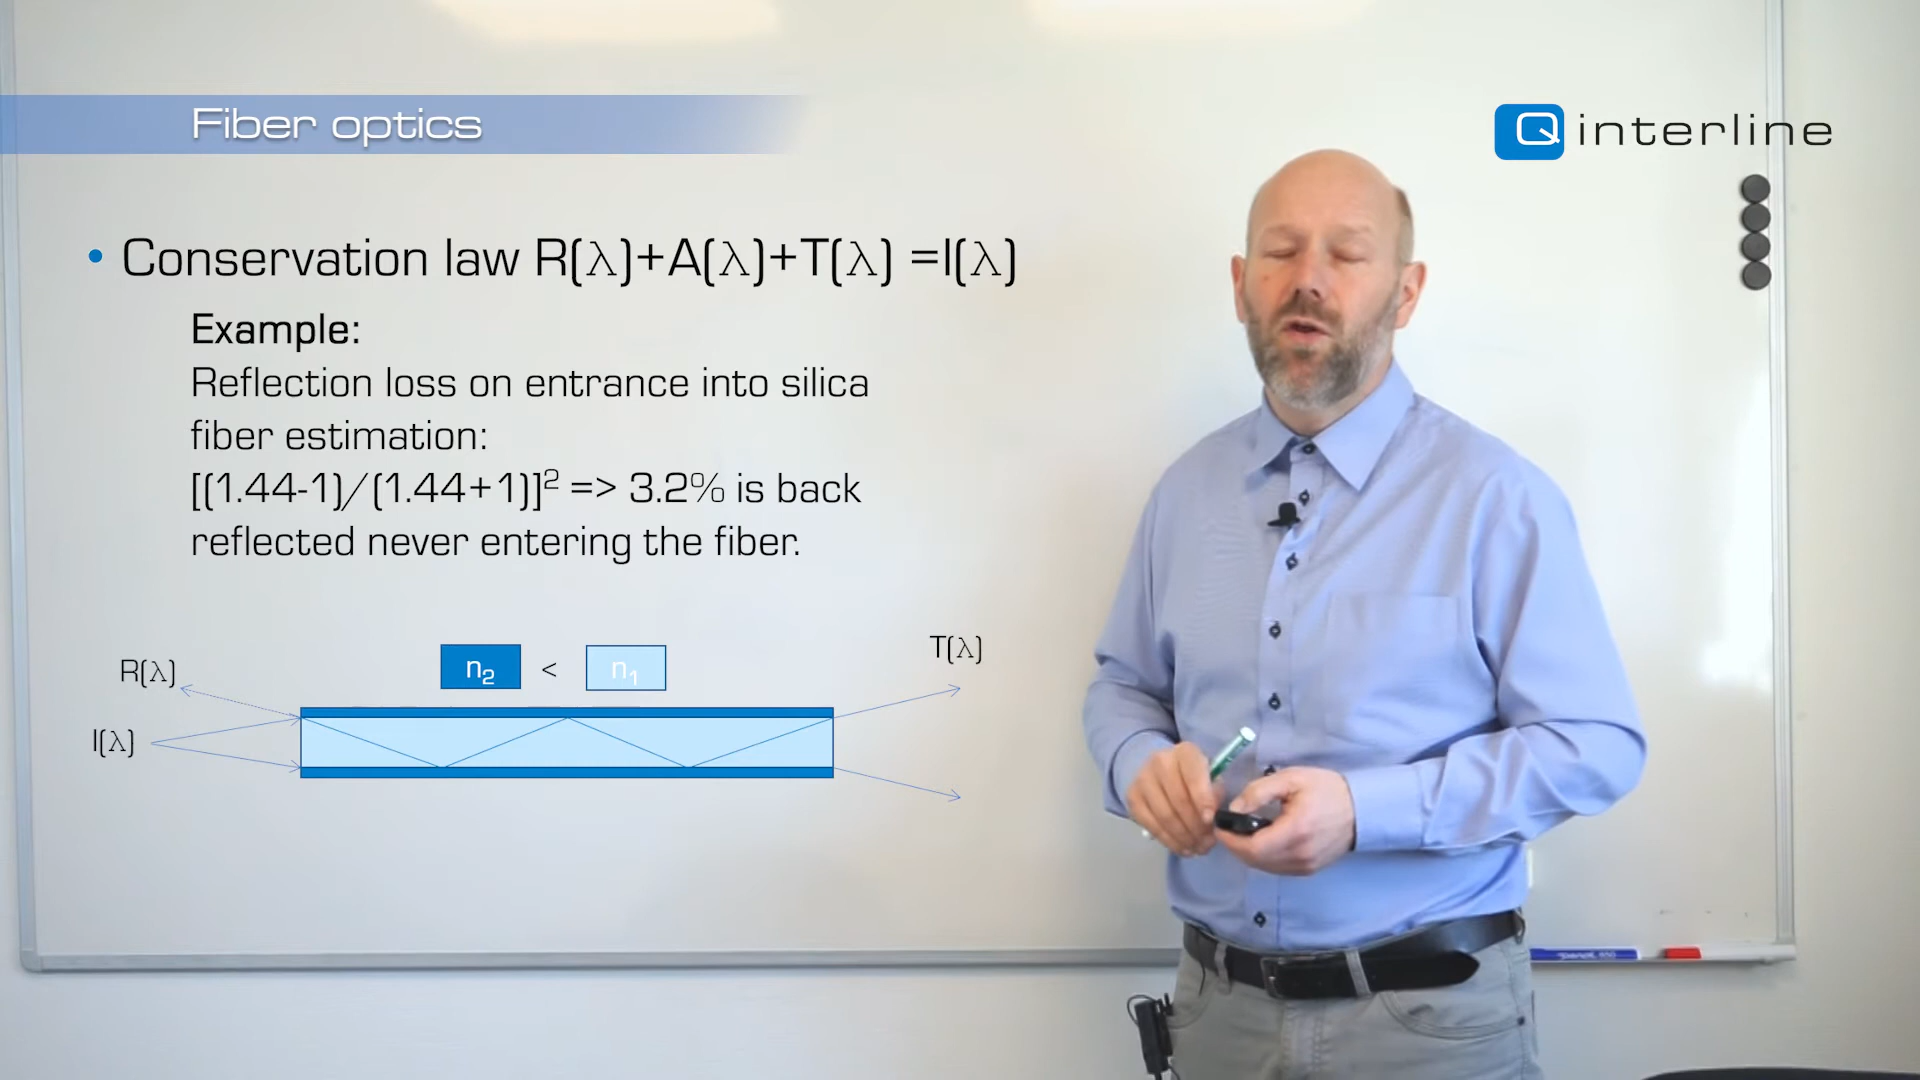 Fiber optics
Q interline
• Conservation law R(λ)+A(λ)+T(λ) =I(λ)
Example:
Reflection loss on entrance into silica
fiber estimation:
[(1.44-1)/(1.44+1)]² => 3.2% is back
reflected never entering the fiber.
R(λ)
n₂ < n₁
T(λ)
I(λ)